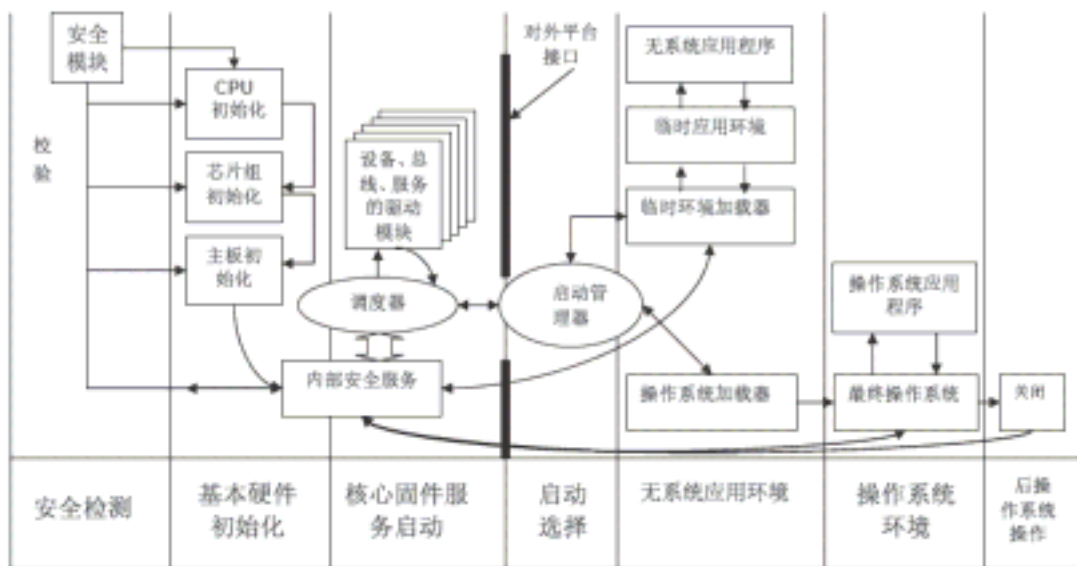 安全
模块
校
验
CPU
初始化
芯片组
初始化
主板初
始化
设备、总
线、服务
的驱动
模块
调度器
内部安全服务
对外平台
接口
启动管
理器
无系统应用程序
临时应用环境
临时环境加载器
操作系统加载器
操作系统应用
程序
最终操作系统
关闭
安全检测
基本硬件
初始化
核心固件服
务启动
启动
选择
无系统应用环境
操作系统
环境
后操
作系统
操作